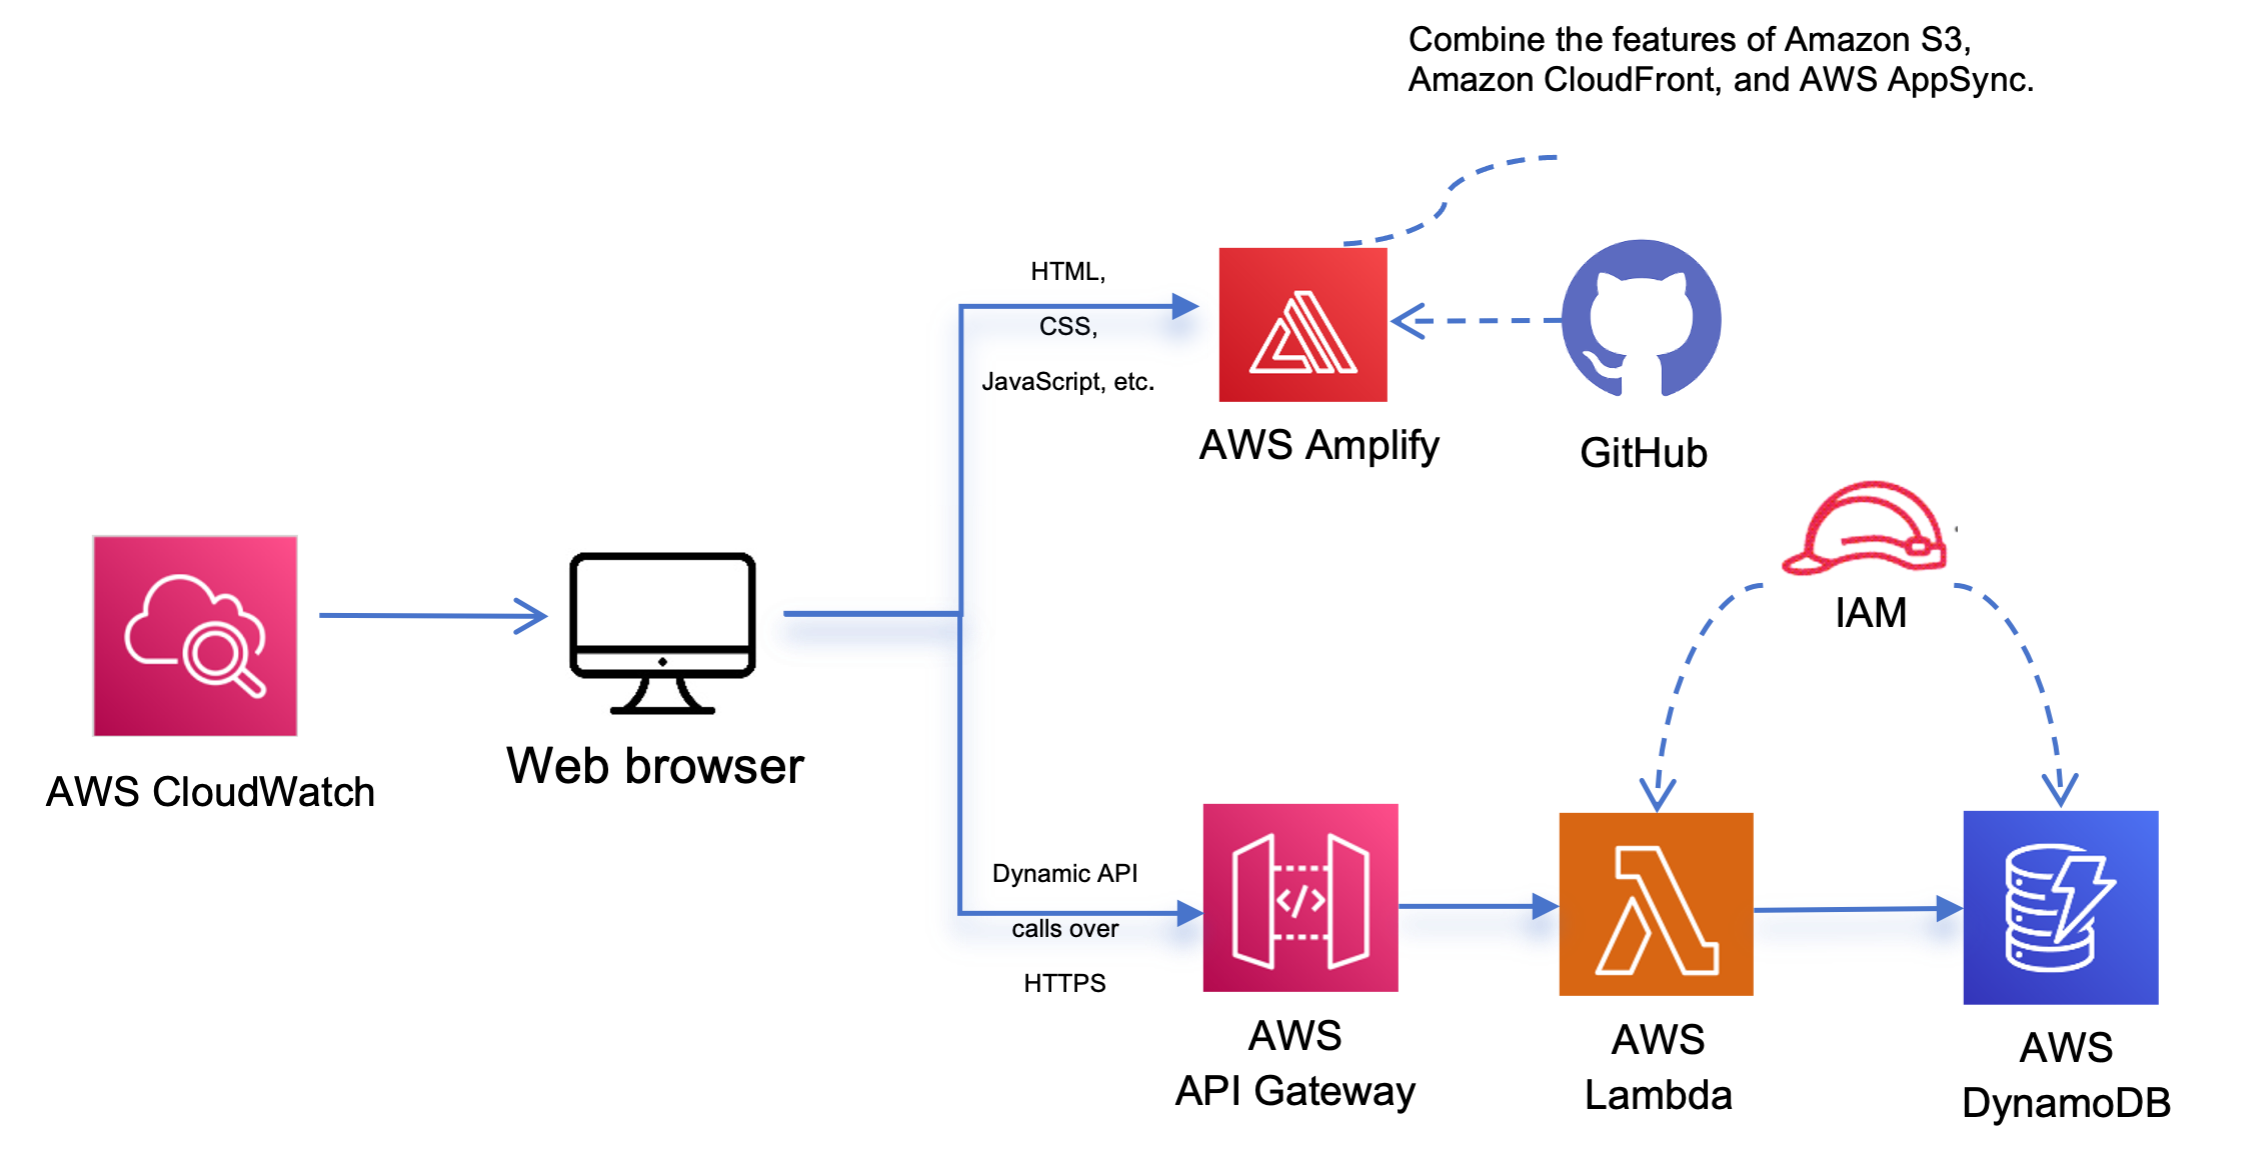 Combine the features of Amazon S3,
Amazon CloudFront, and AWS AppSync.
HTML,
CSS,
JavaScript, etc.
AWS Amplify
GitHub
IAM
AWS CloudWatch
Web browser
Dynamic API
calls over
HTTPS
</>
AWS
API Gateway
AWS
Lambda
AWS
DynamoDB